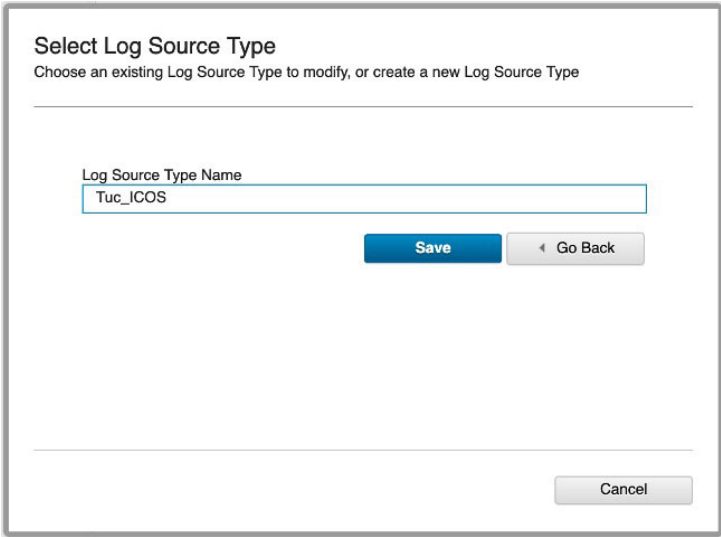 Select Log Source Type
Choose an existing Log Source Type to modify, or create a new Log Source Type
Log Source Type Name
Tuc_ICOS
Save
Go Back
Cancel